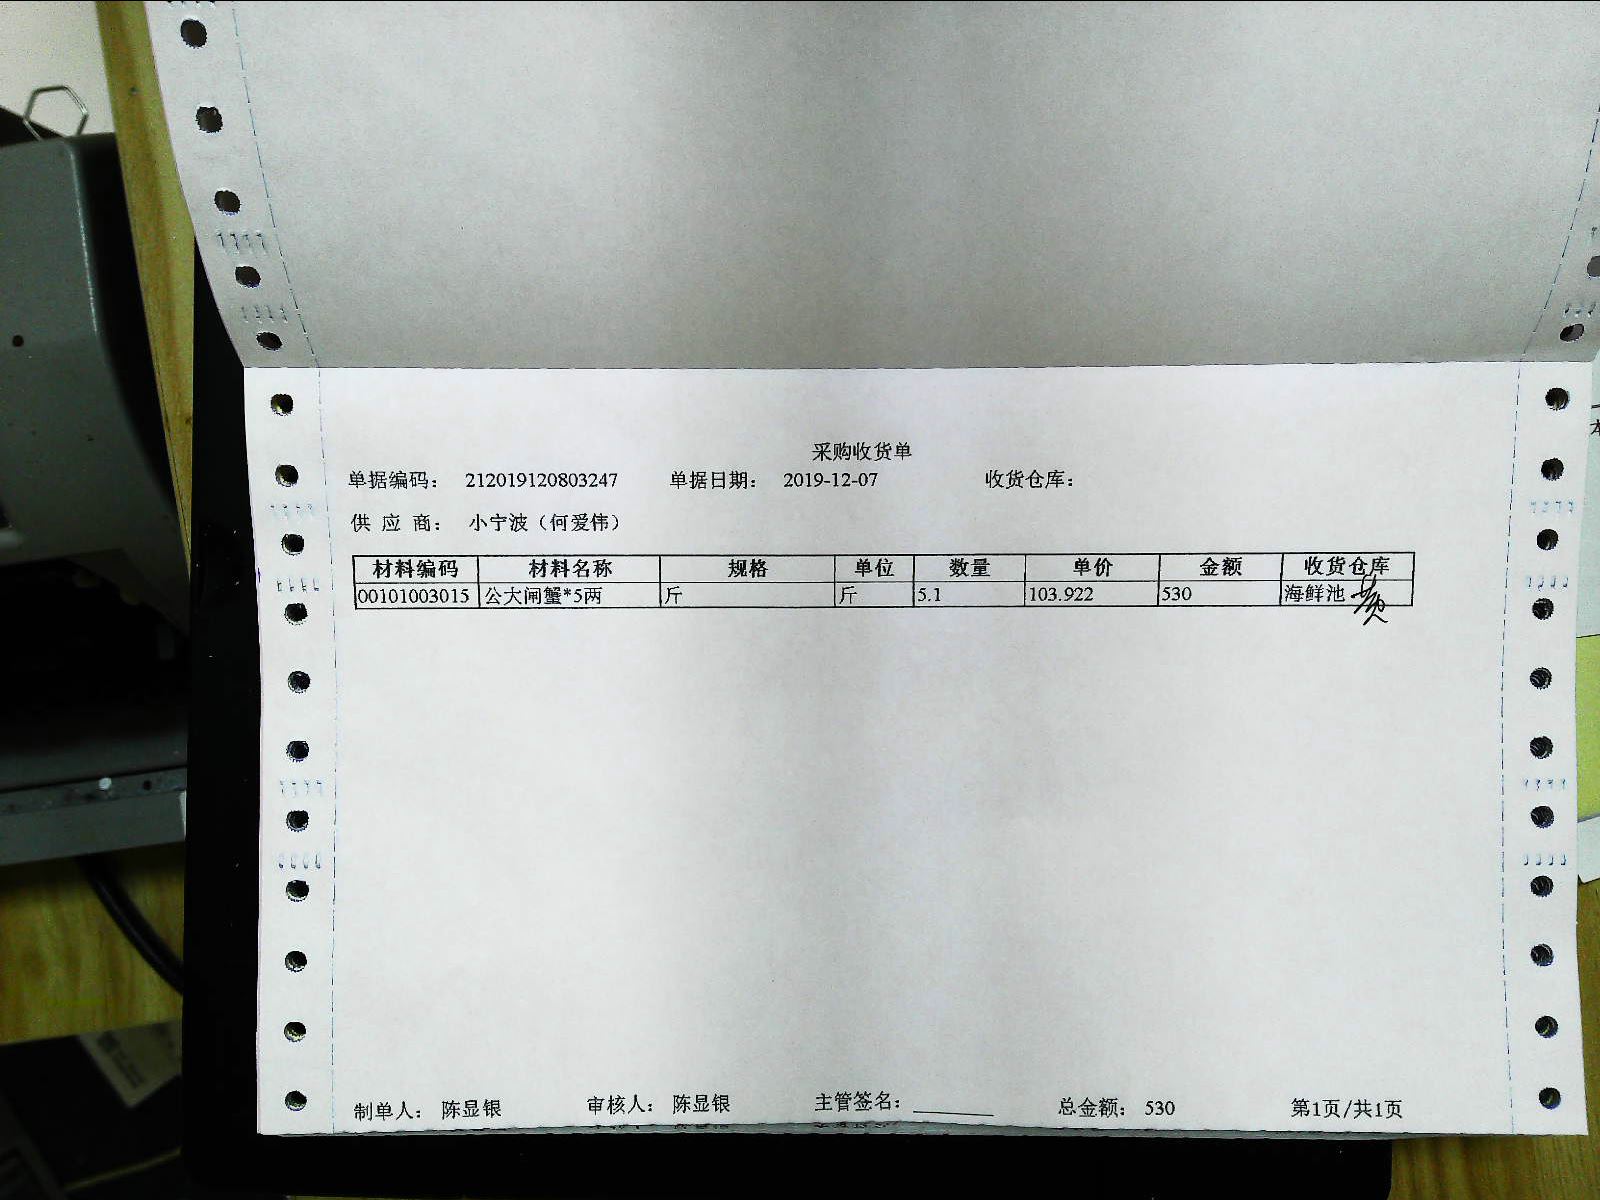 采购收货单
单据编码： 212019120803247 单据日期： 2019-12-07 收货仓库：
供 应 商： 小宁波（何爱伟）
材料编码 材料名称 规格 单位 数量 单价 金额 收货仓库
00101003015 公大闸蟹*5两 斤 斤 5.1 103.922 530 海鲜池
制单人： 陈显银 审核人： 陈显银 主管签名： 总金额： 530 第1页/共1页